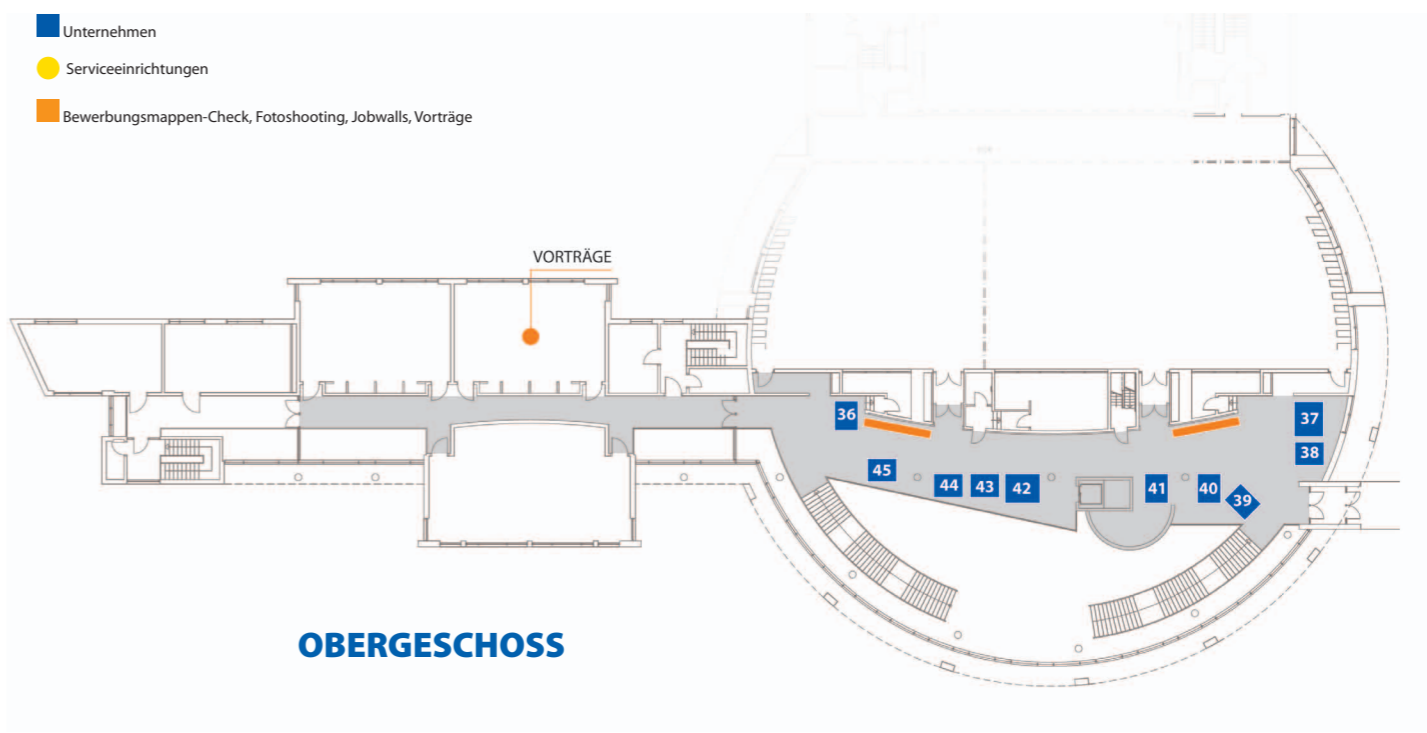 Unternehmen
Serviceeinrichtungen
Bewerbungsmappen-Check, Fotoshooting, Jobwalls, Vorträge
VORTRÄGE
36
37
38
45
44
43
42
41
40
39
OBERGESCHOSS